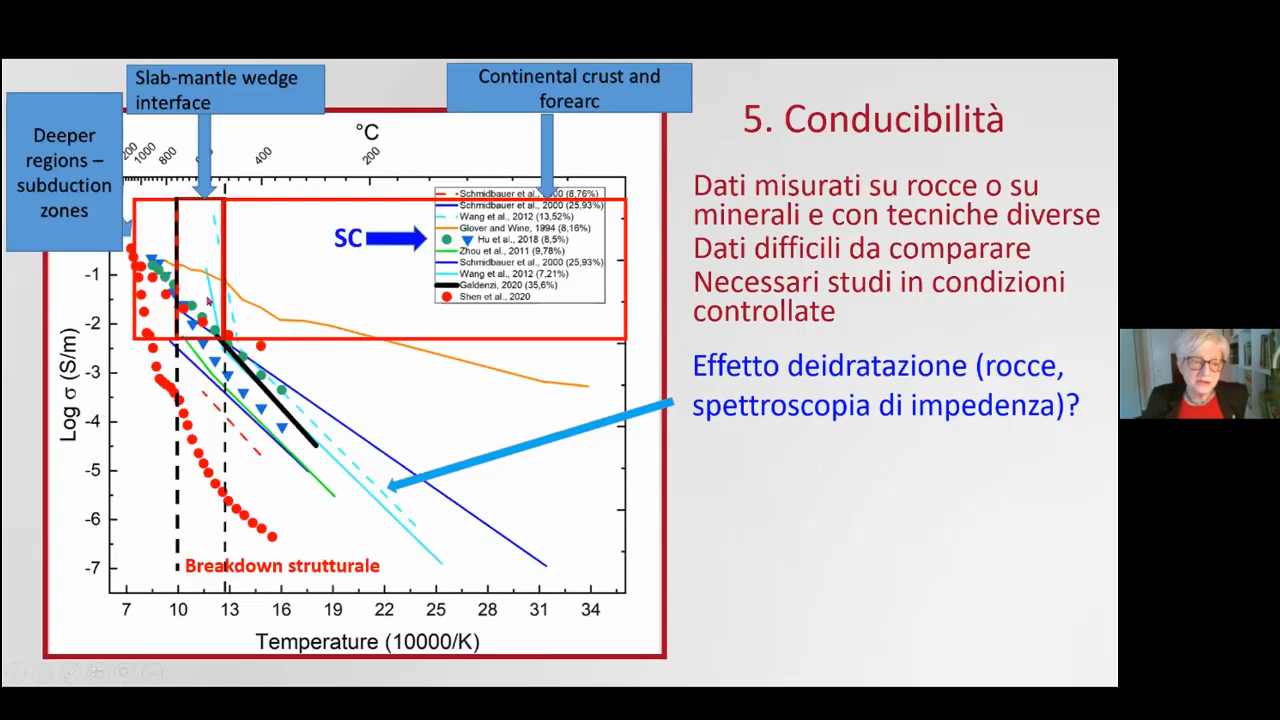 Slab-mantle wedge
interface
Continental crust and
forearc
Deeper
regions –
subduction
zones
°C
1000
800
400
200
SC
Schmidbauer et al., 2000 (8,76%)
Schmidbauer et al., 2000 (25,93%)
Wang et al., 2012 (13,52%)
Glover and Wine, 1994 (8,16%)
Hu et al., 2018 (8,5%)
Zhou et al., 2011 (9,78%)
Schmidbauer et al., 2000 (25,93%)
Wang et al., 2012 (7,21%)
Galdenzi, 2020 (35,6%)
Shen et al., 2020
Log σ (S/m)
-1
-2
-3
-4
-5
-6
-7
Breakdown strutturale
7 10 13 16 19 22 25 28 31 34
Temperature (10000/K)
5. Conducibilità
Dati misurati su rocce o su
minerali e con tecniche diverse
Dati difficili da comparare
Necessari studi in condizioni
controllate
Effetto deidratazione (rocce,
spettroscopia di impedenza)?